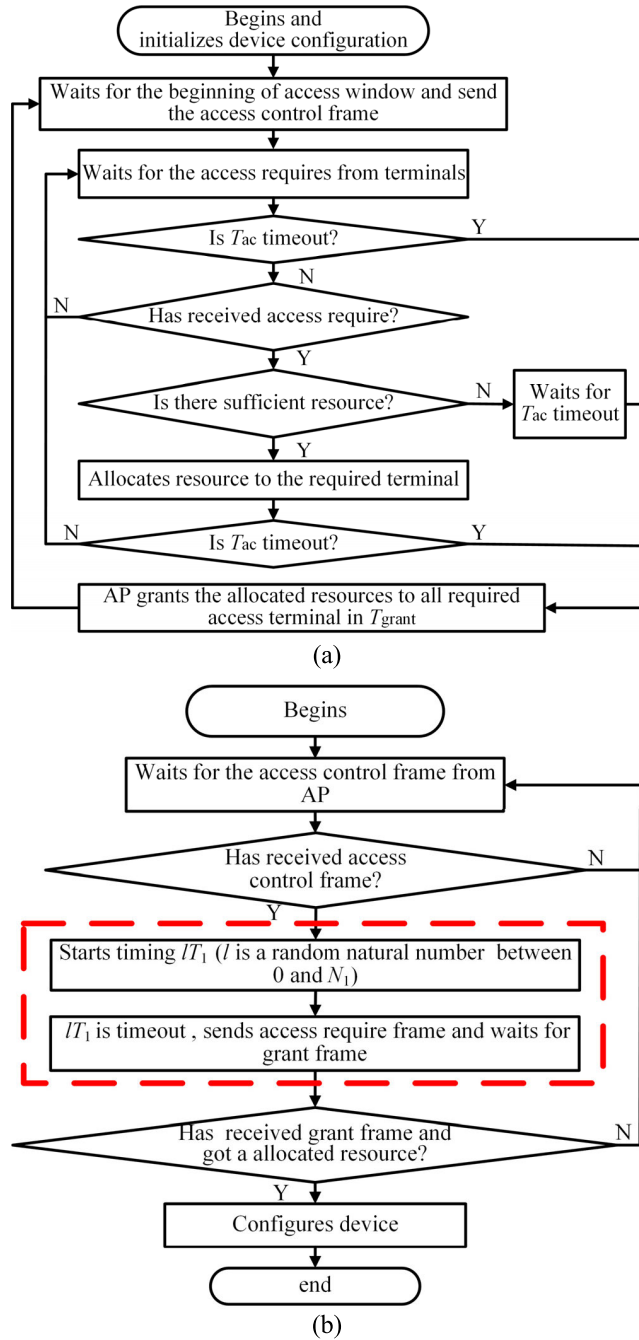 Begins and
initializes device configuration
Waits for the beginning of access window and send
the access control frame
Waits for the access requires from terminals
Is Tac timeout?
Y
N
N
Has received access require?
Y
Is there sufficient resource?
N
Waits for
Tac timeout
Y
Allocates resource to the required terminal
N
Is Tac timeout?
Y
AP grants the allocated resources to all required
access terminal in Tgrant
(a)
Begins
Waits for the access control frame from
AP
Has received access
control frame?
N
Y
Starts timing lT1 (l is a random natural number between
0 and N1)
lT1 is timeout , sends access require frame and waits for
grant frame
Has received grant frame and
got a allocated resource?
N
Y
Configures device
end
(b)